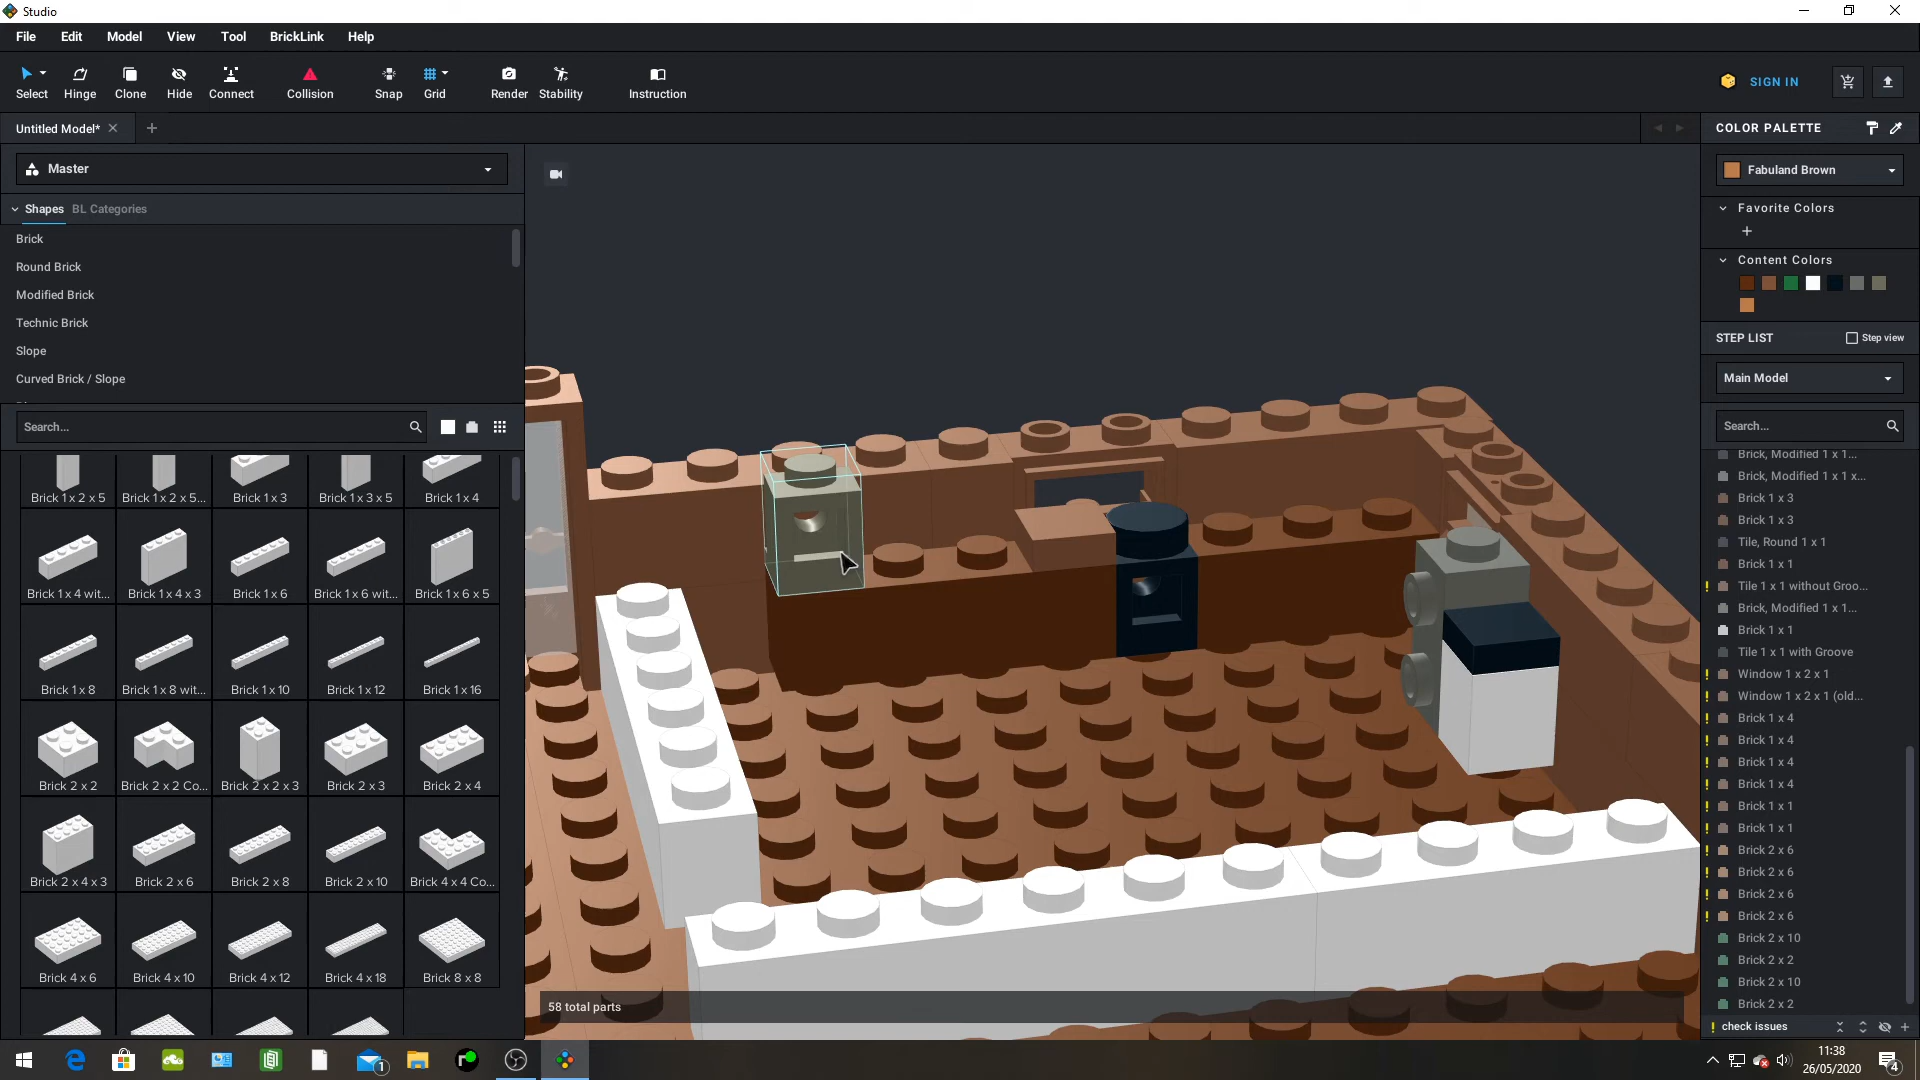 Studio
File Edit Model View Tool BrickLink Help
Select Hinge Clone Hide Connect Collision Snap Grid Render Stability Instruction
SIGN IN
Untitled Model*
Master
Shapes BL Categories
Brick
Round Brick
Modified Brick
Technic Brick
Slope
Curved Brick / Slope
Search...
Brick 1 x 2 x 5 Brick 1 x 2 x 5... Brick 1 x 3 Brick 1 x 3 x 5 Brick 1 x 4
Brick 1 x 4 wit... Brick 1 x 4 x 3 Brick 1 x 6 Brick 1 x 6 wit... Brick 1 x 6 x 5
Brick 1 x 8 Brick 1 x 8 wit... Brick 1 x 10 Brick 1 x 12 Brick 1 x 16
Brick 2 x 2 Brick 2 x 2 Co... Brick 2 x 2 x 3 Brick 2 x 3 Brick 2 x 4
Brick 2 x 4 x 3 Brick 2 x 6 Brick 2 x 8 Brick 2 x 10 Brick 4 x 4 Co...
Brick 4 x 6 Brick 4 x 10 Brick 4 x 12 Brick 4 x 18 Brick 8 x 8
58 total parts
COLOR PALETTE
Fabuland Brown
Favorite Colors
Content Colors
STEP LIST Step view
Main Model
Search...
Brick, Modified 1 x 1...
Brick, Modified 1 x 1 x...
Brick 1 x 3
Brick 1 x 3
Tile, Round 1 x 1
Brick 1 x 1
Tile 1 x 1 without Groo...
Brick, Modified 1 x 1...
Brick 1 x 1
Tile 1 x 1 with Groove
Window 1 x 2 x 1
Window 1 x 2 x 1 (old...
Brick 1 x 4
Brick 1 x 4
Brick 1 x 4
Brick 1 x 4
Brick 1 x 1
Brick 1 x 1
Brick 2 x 6
Brick 2 x 6
Brick 2 x 6
Brick 2 x 6
Brick 2 x 10
Brick 2 x 2
Brick 2 x 10
Brick 2 x 2
! check issues
1
11:38
26/05/2020
4